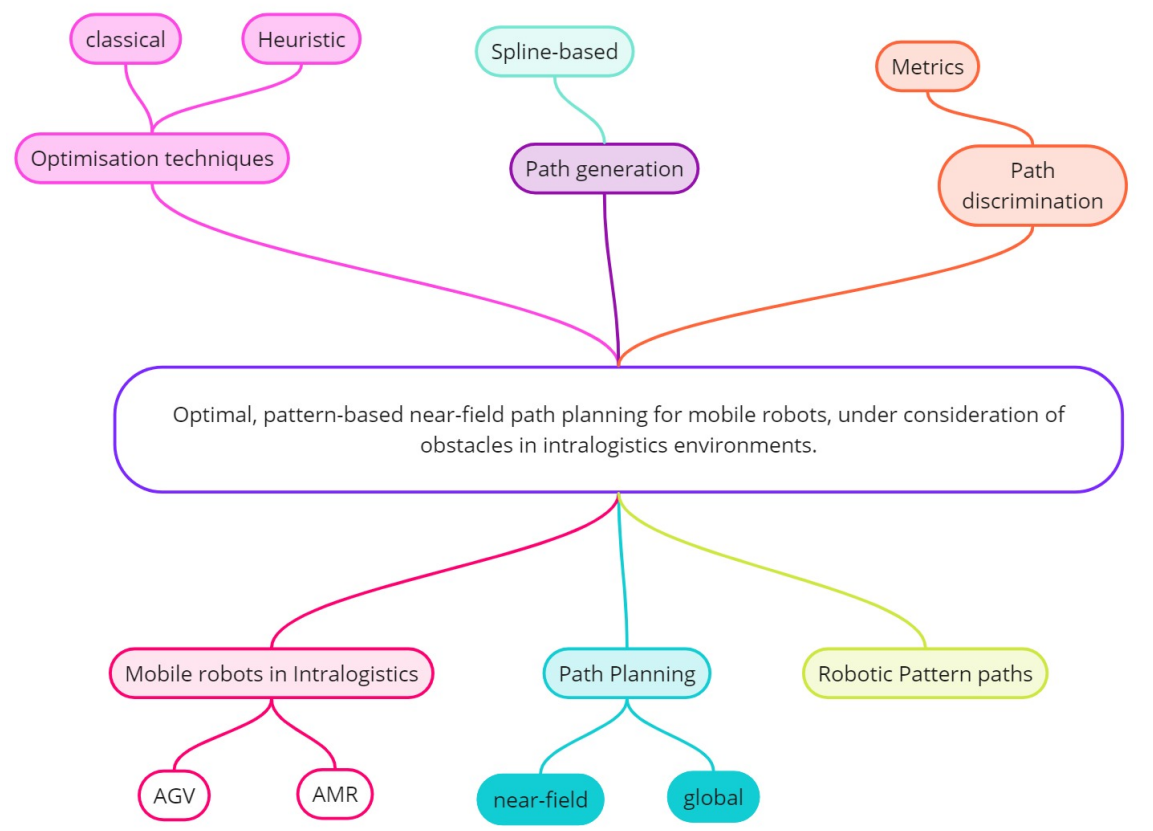 classical
Heuristic
Spline-based
Metrics
Optimisation techniques
Path generation
Path
discrimination
Optimal, pattern-based near-field path planning for mobile robots, under consideration of
obstacles in intralogistics environments.
Mobile robots in Intralogistics
Path Planning
Robotic Pattern paths
AGV
AMR
near-field
global